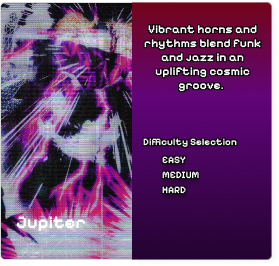 Vibrant horns and
rhythms blend funk
and jazz in an
uplifting cosmic
groove.
Difficulty Selection
EASY
MEDIUM
HARD
Jupiter